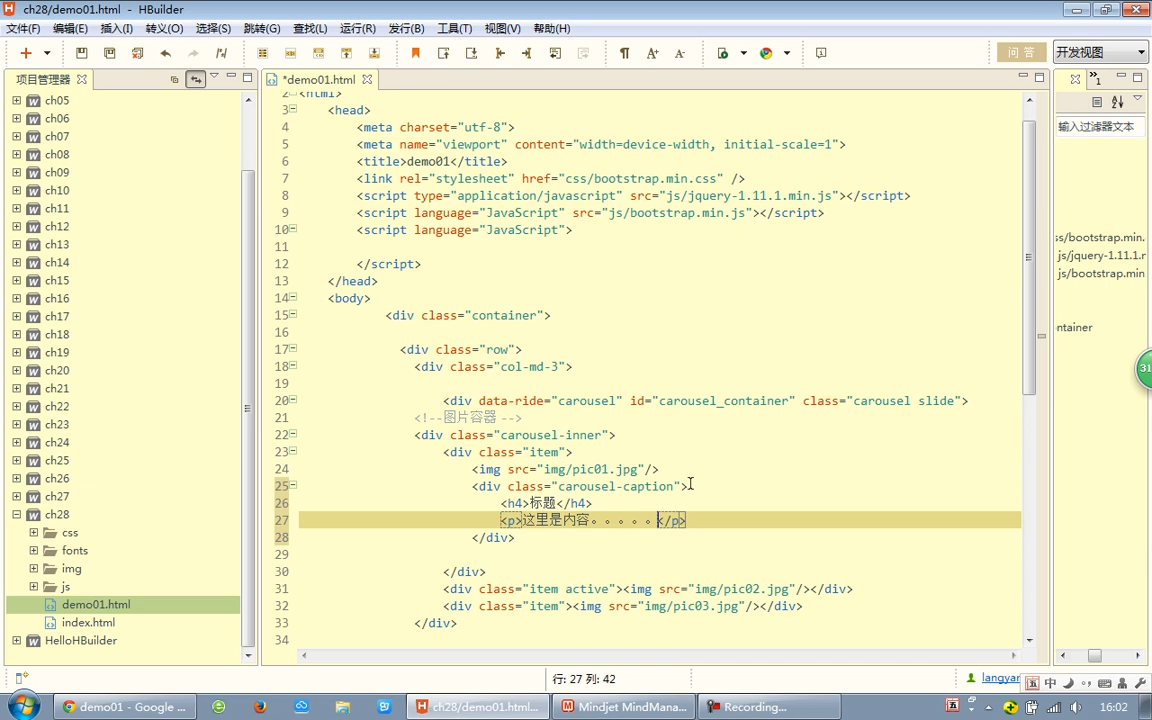 ch28/demo01.html - HBuilder
文件(F) 编辑(E) 插入(I) 转义(O) 选择(S) 跳转(G) 查找(L) 运行(R) 发行(B) 工具(T) 视图(V) 帮助(H)
问 答 开发视图
项目管理器 *demo01.html »1
输入过滤器文本
ch05
ch06
ch07
ch08
ch09
ch10
ch11
ch12
ch13
ch14
ch15
ch16
ch17
ch18
ch19
ch20
ch21
ch22
ch23
ch24
ch25
ch26
ch27
ch28
css
fonts
img
js
demo01.html
index.html
HelloHBuilder
2 <html>
3 <head>
4 <meta charset="utf-8">
5 <meta name="viewport" content="width=device-width, initial-scale=1">
6 <title>demo01</title>
7 <link rel="stylesheet" href="css/bootstrap.min.css" />
8 <script type="application/javascript" src="js/jquery-1.11.1.min.js"></script>
9 <script language="JavaScript" src="js/bootstrap.min.js"></script>
10 <script language="JavaScript">
11
12 </script>
13 </head>
14 <body>
15 <div class="container">
16
17 <div class="row">
18 <div class="col-md-3">
19
20 <div data-ride="carousel" id="carousel_container" class="carousel slide">
21 <!--图片容器 -->
22 <div class="carousel-inner">
23 <div class="item">
24 <img src="img/pic01.jpg"/>
25 <div class="carousel-caption">
26 <h4>标题</h4>
27 <p>这里是内容。。。。。</p>
28 </div>
29
30 </div>
31 <div class="item active"><img src="img/pic02.jpg"/></div>
32 <div class="item"><img src="img/pic03.jpg"/></div>
33 </div>
34
ss/bootstrap.min.
js/jquery-1.11.1.r
js/bootstrap.min
ntainer
31
行: 27 列: 42
langyar
五 中
demo01 - Google ...
ch28/demo01.html...
Mindjet MindMana...
Recording...
五
16:02